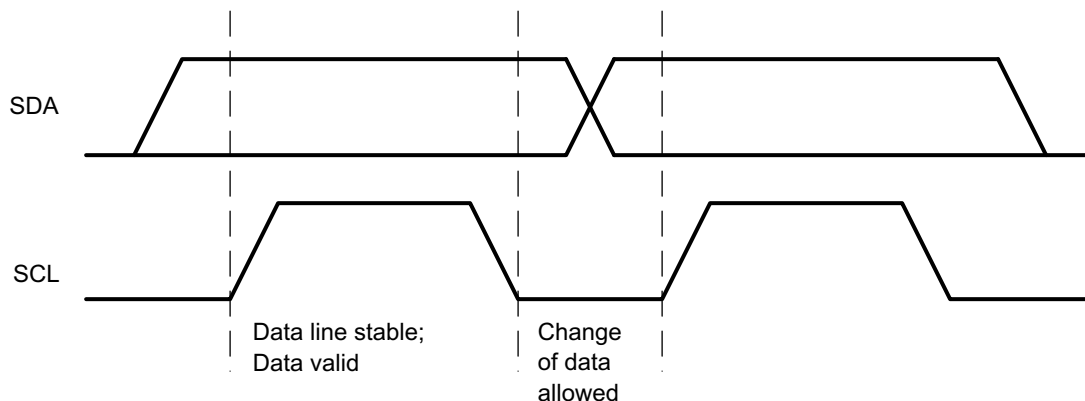 SDA
SCL
Data line stable;
Data valid
Change
of data
allowed